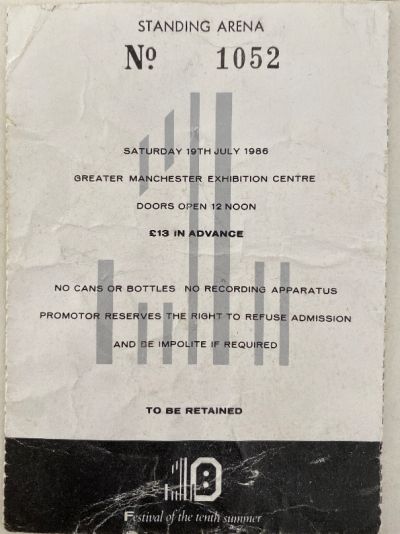 STANDING ARENA
Nº 1052
SATURDAY 19TH JULY 1986
GREATER MANCHESTER EXHIBITION CENTRE
DOORS OPEN 12 NOON
£13 IN ADVANCE
NO CANS OR BOTTLES NO RECORDING APPARATUS
PROMOTOR RESERVES THE RIGHT TO REFUSE ADMISSION
AND BE IMPOLITE IF REQUIRED
TO BE RETAINED
Festival of the tenth summer